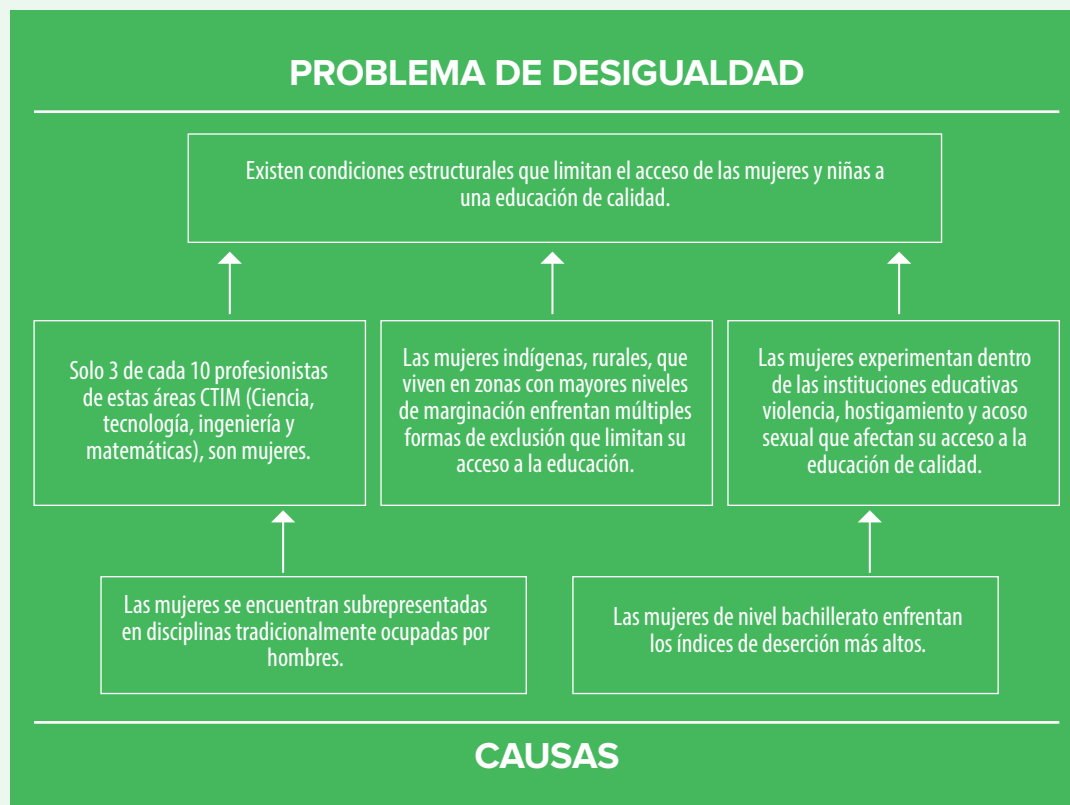 PROBLEMA DE DESIGUALDAD
Existen condiciones estructurales que limitan el acceso de las mujeres y niñas a
una educación de calidad.
Solo 3 de cada 10 profesionistas
de estas áreas CTIM (Ciencia,
tecnología, ingeniería y
matemáticas), son mujeres.
Las mujeres indígenas, rurales, que
viven en zonas con mayores niveles
de marginación enfrentan múltiples
formas de exclusión que limitan su
acceso a la educación.
Las mujeres experimentan dentro
de las instituciones educativas
violencia, hostigamiento y acoso
sexual que afectan su acceso a la
educación de calidad.
Las mujeres se encuentran subrepresentadas
en disciplinas tradicionalmente ocupadas por
hombres.
Las mujeres de nivel bachillerato enfrentan
los índices de deserción más altos.
CAUSAS